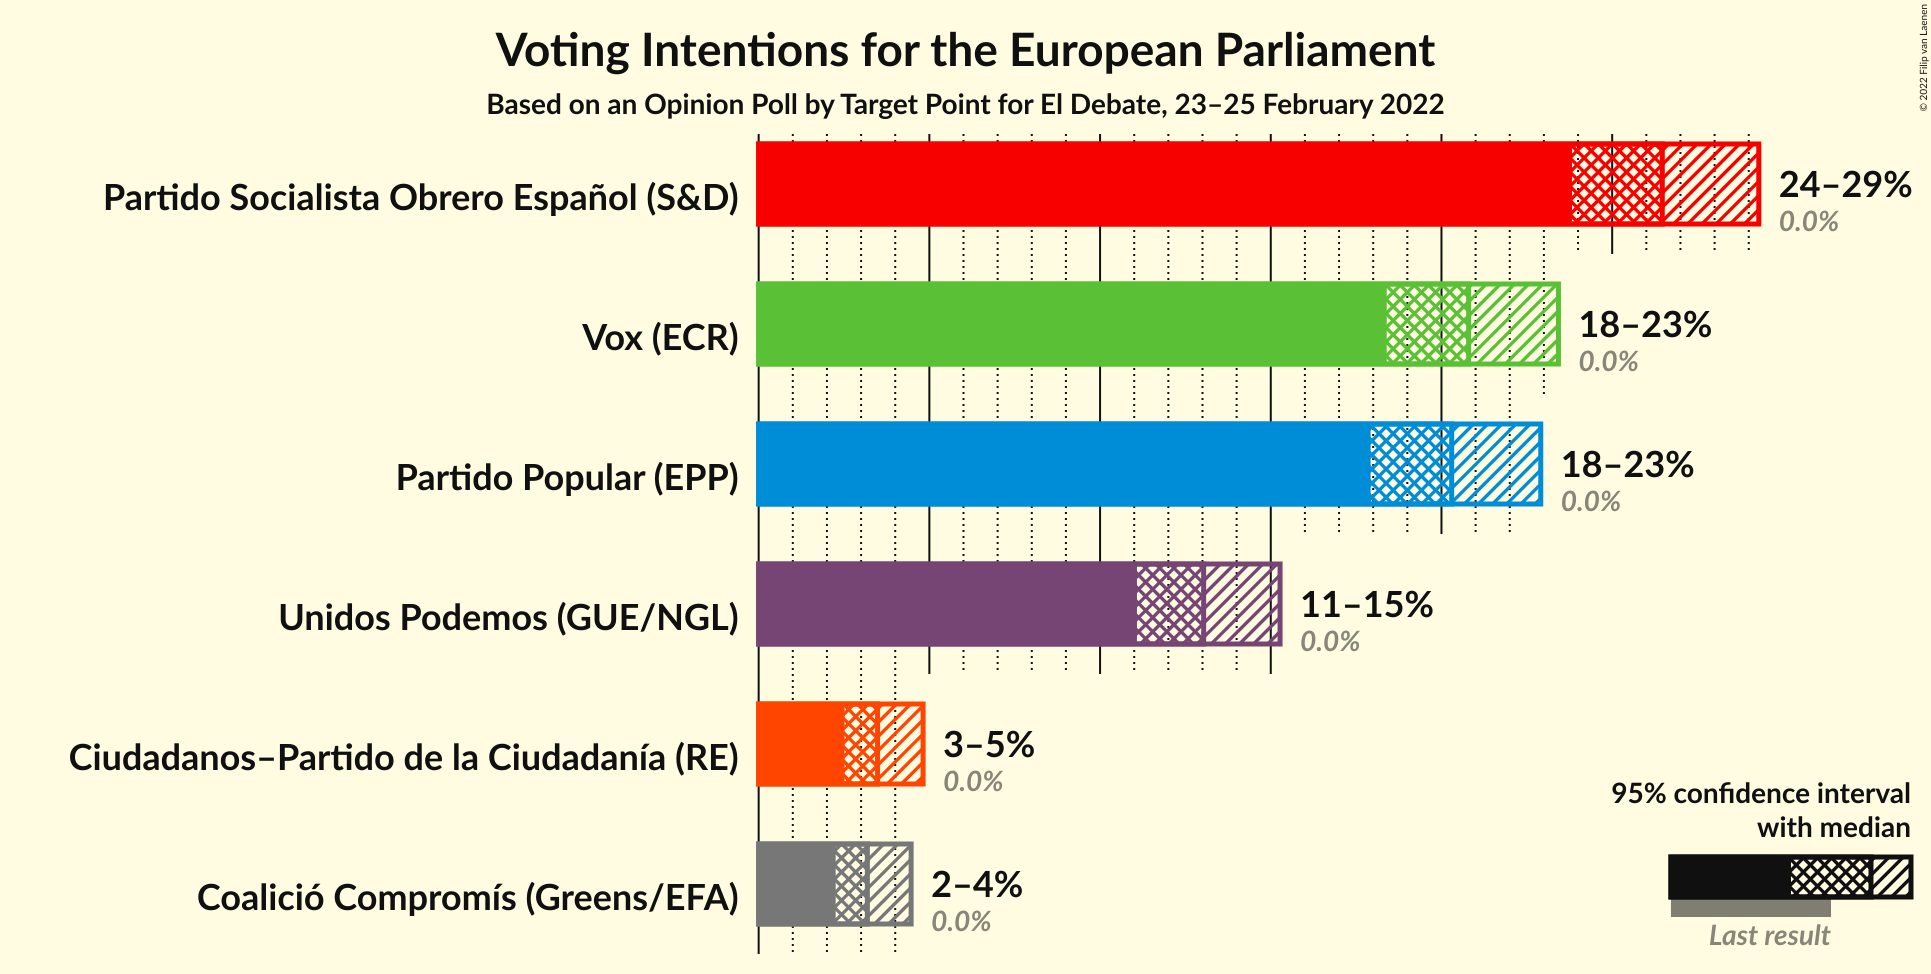 Voting Intentions for the European Parliament
Based on an Opinion Poll by Target Point for El Debate, 23–25 February 2022
© 2022 Filip van Laenen
Partido Socialista Obrero Español (S&D)
24–29%
0.0%
Vox (ECR)
18–23%
0.0%
Partido Popular (EPP)
18–23%
0.0%
Unidos Podemos (GUE/NGL)
11–15%
0.0%
Ciudadanos–Partido de la Ciudadanía (RE)
3–5%
0.0%
Coalició Compromís (Greens/EFA)
2–4%
0.0%
95% confidence interval
with median
Last result